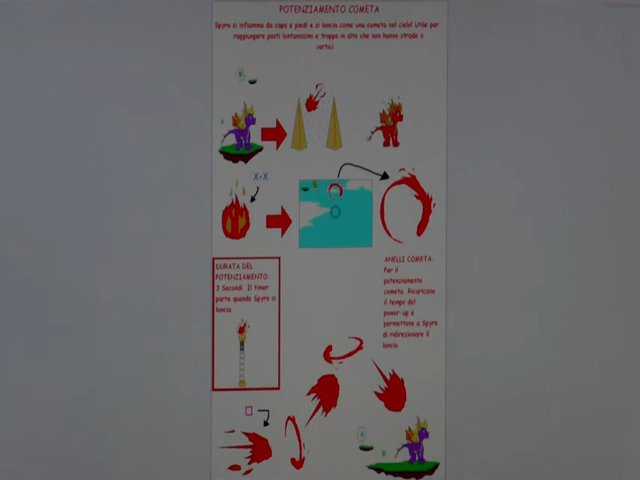 POTENZIAMENTO COMETA
Spyro si infiamma da capo a piedi e si lancia come una cometa nel cielo! Utile per
raggiungere posti lontanissimi e troppo in alto che non hanno strade o
vortici
X-X
DURATA DEL
POTENZIAMENTO:
3 Secondi. Il timer
parte quando Spyro si
lancia.
ANELLI COMETA:
Per il
potenziamento
cometa. Ricaricano
il tempo del
power-up e
permettono a Spyro
di ridirezionare il
lancio